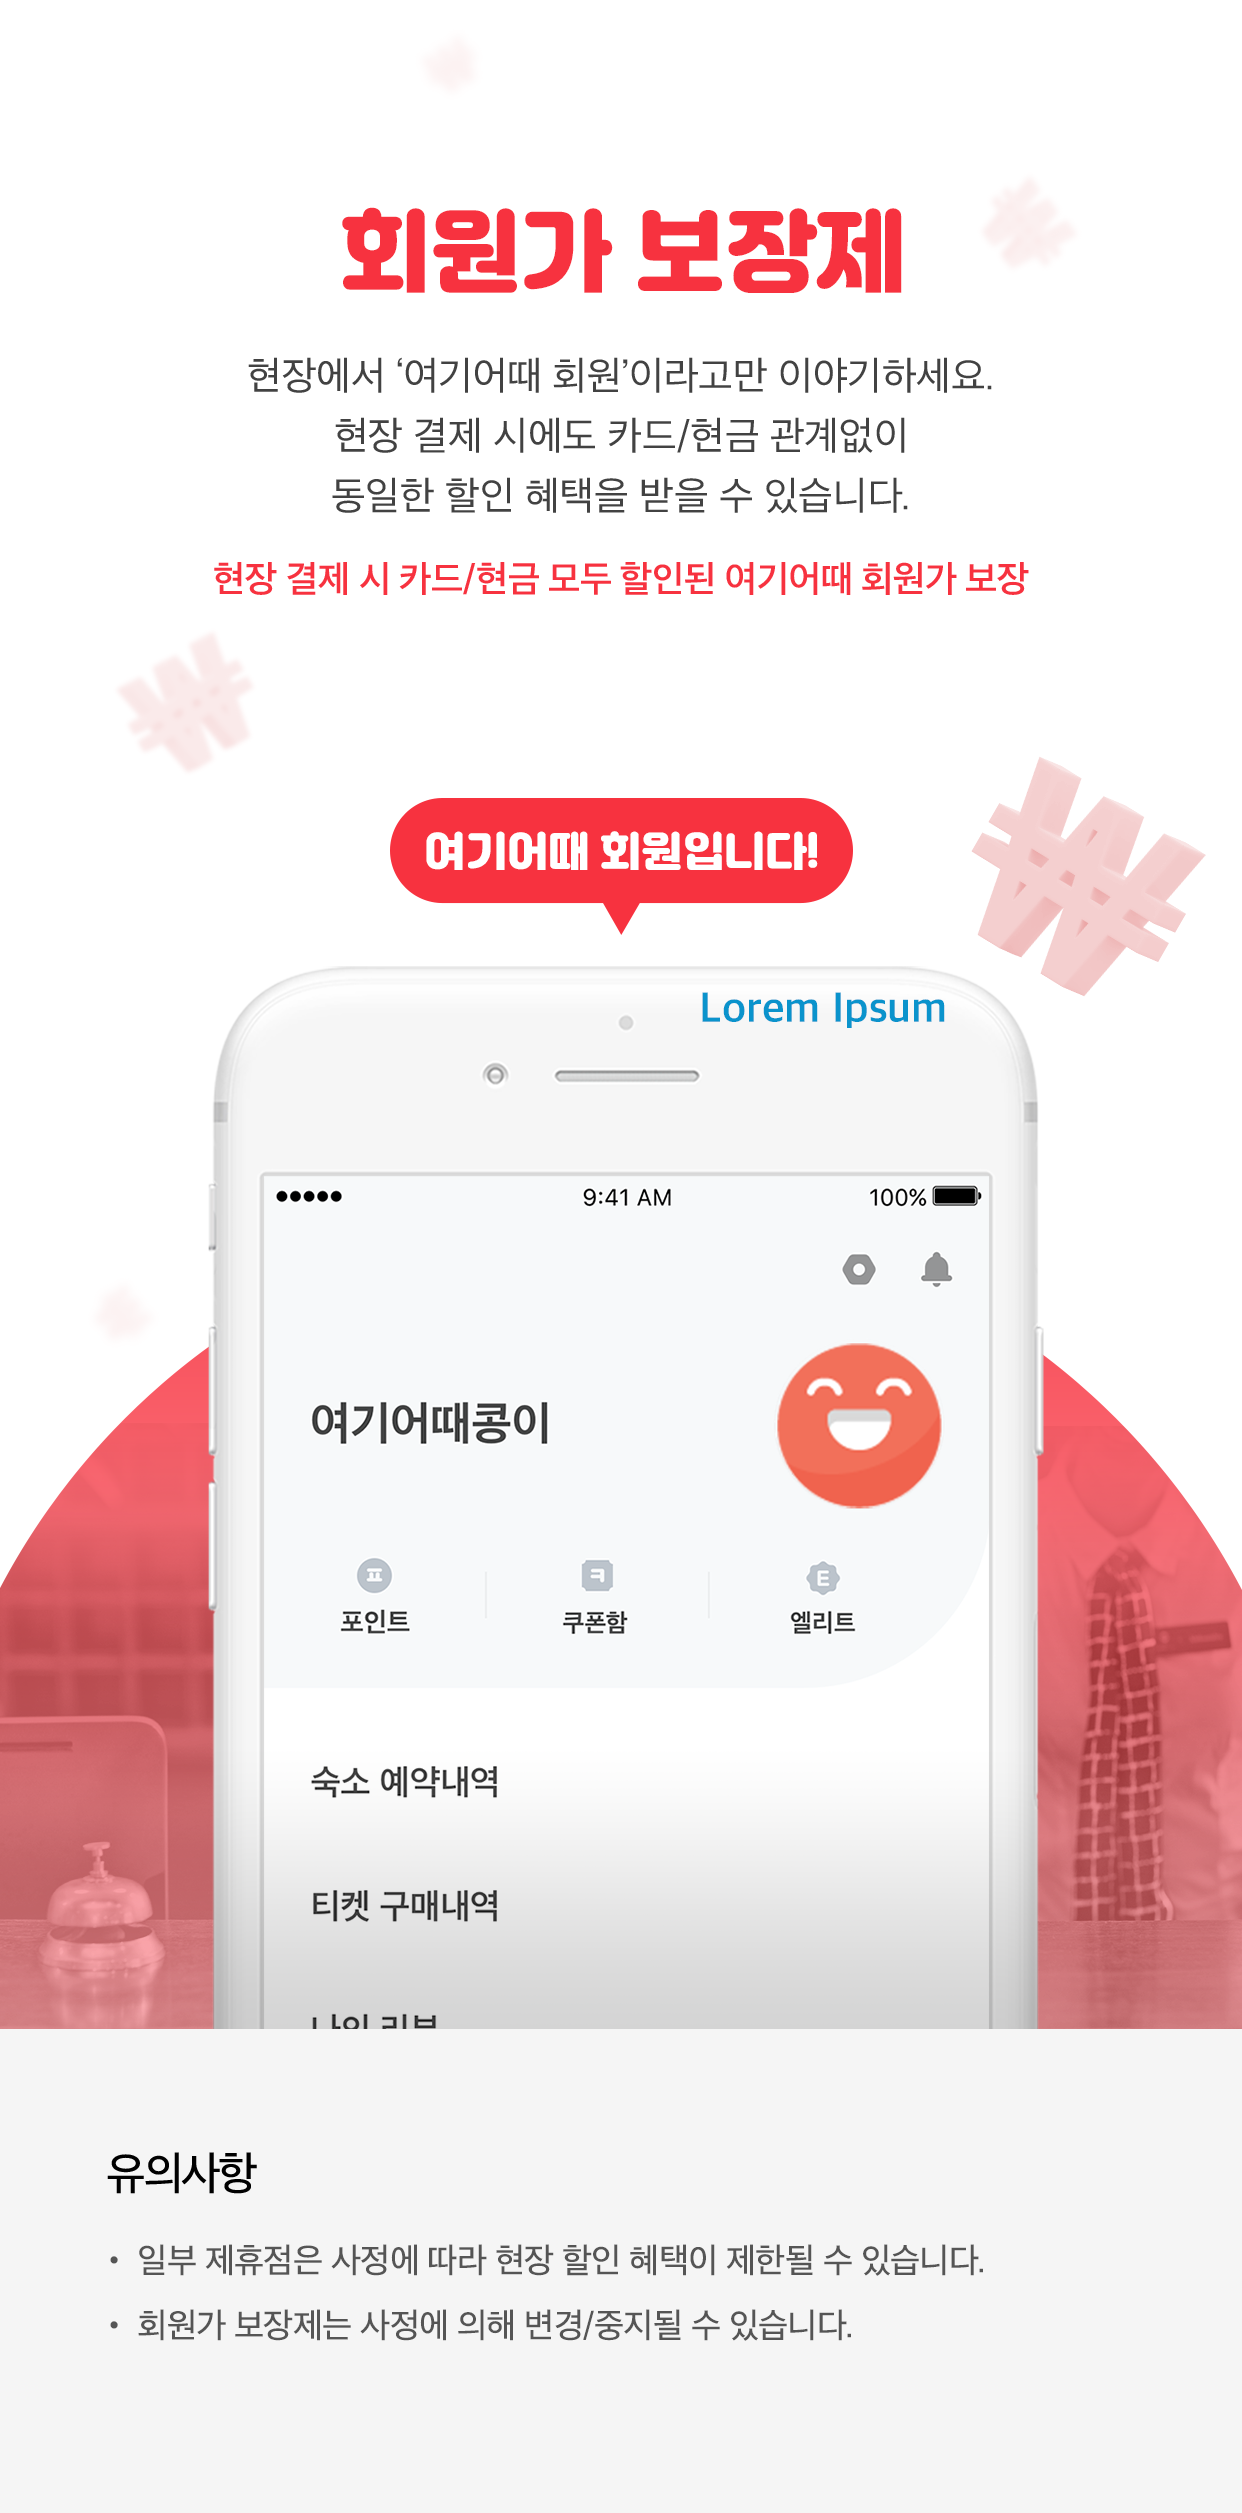 회원가 보장제
현장에서 ‘여기어때 회원’이라고만 이야기하세요.
현장 결제 시에도 카드/현금 관계없이
동일한 할인 혜택을 받을 수 있습니다.
현장 결제 시 카드/현금 모두 할인된 여기어때 회원가 보장
여기어때 회원입니다!
Lorem Ipsum
9:41 AM
100%
여기어때콩이
포인트
쿠폰함
엘리트
숙소 예약내역
티켓 구매내역
유의사항
• 일부 제휴점은 사정에 따라 현장 할인 혜택이 제한될 수 있습니다.
• 회원가 보장제는 사정에 의해 변경/중지될 수 있습니다.